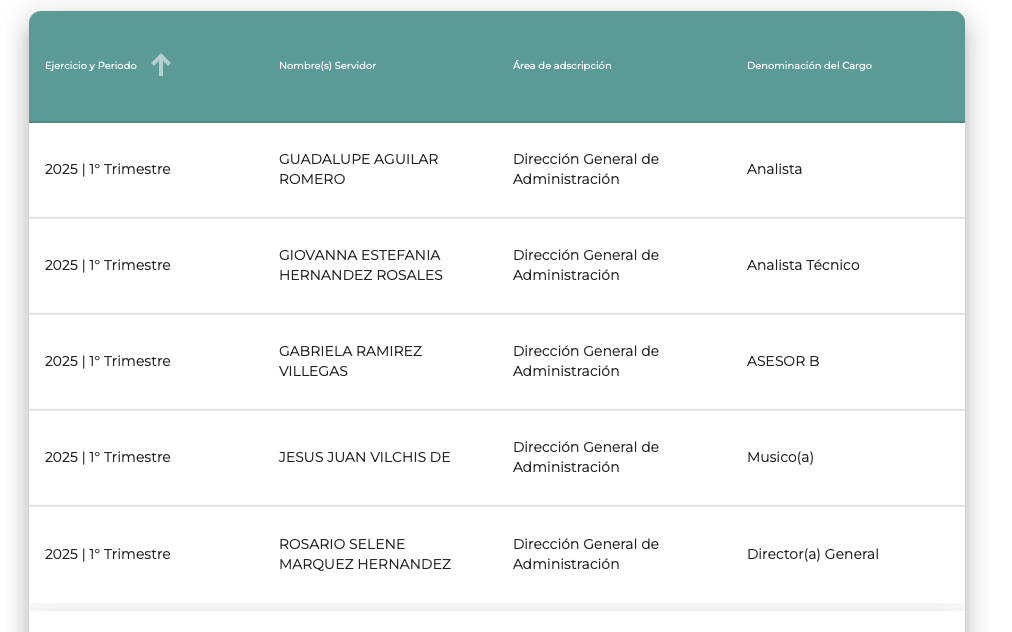 Ejercicio y Periodo Nombre(s) Servidor Área de adscripción Denominación del Cargo
2025 | 1° Trimestre
GUADALUPE AGUILAR
ROMERO
Dirección General de
Administración
Analista
2025 | 1° Trimestre
GIOVANNA ESTEFANIA
HERNANDEZ ROSALES
Dirección General de
Administración
Analista Técnico
2025 | 1° Trimestre
GABRIELA RAMIREZ
VILLEGAS
Dirección General de
Administración
ASESOR B
2025 | 1° Trimestre
JESUS JUAN VILCHIS DE
Dirección General de
Administración
Musico(a)
2025 | 1° Trimestre
ROSARIO SELENE
MARQUEZ HERNANDEZ
Dirección General de
Administración
Director(a) General